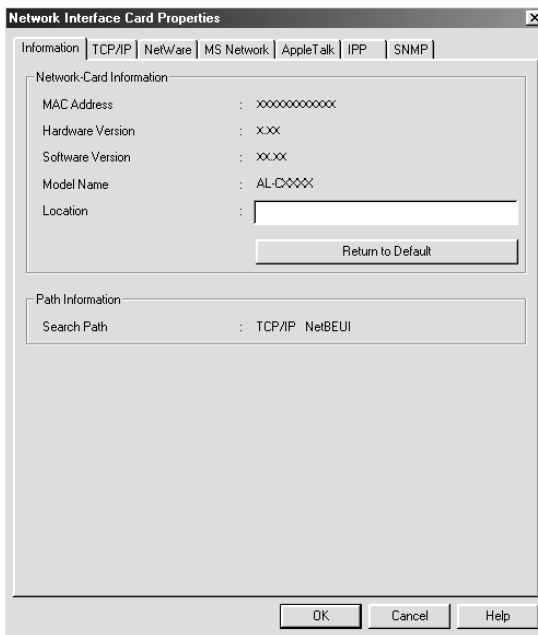 Network Interface Card Properties
Information TCP/IP NetWare MS Network AppleTalk IPP SNMP
Network-Card Information
MAC Address : XXXXXXXXXXXX
Hardware Version : X.XX
Software Version : XX.XX
Model Name : AL-CXXXX
Location :
Return to Default
Path Information
Search Path : TCP/IP NetBEUI
OK Cancel Help